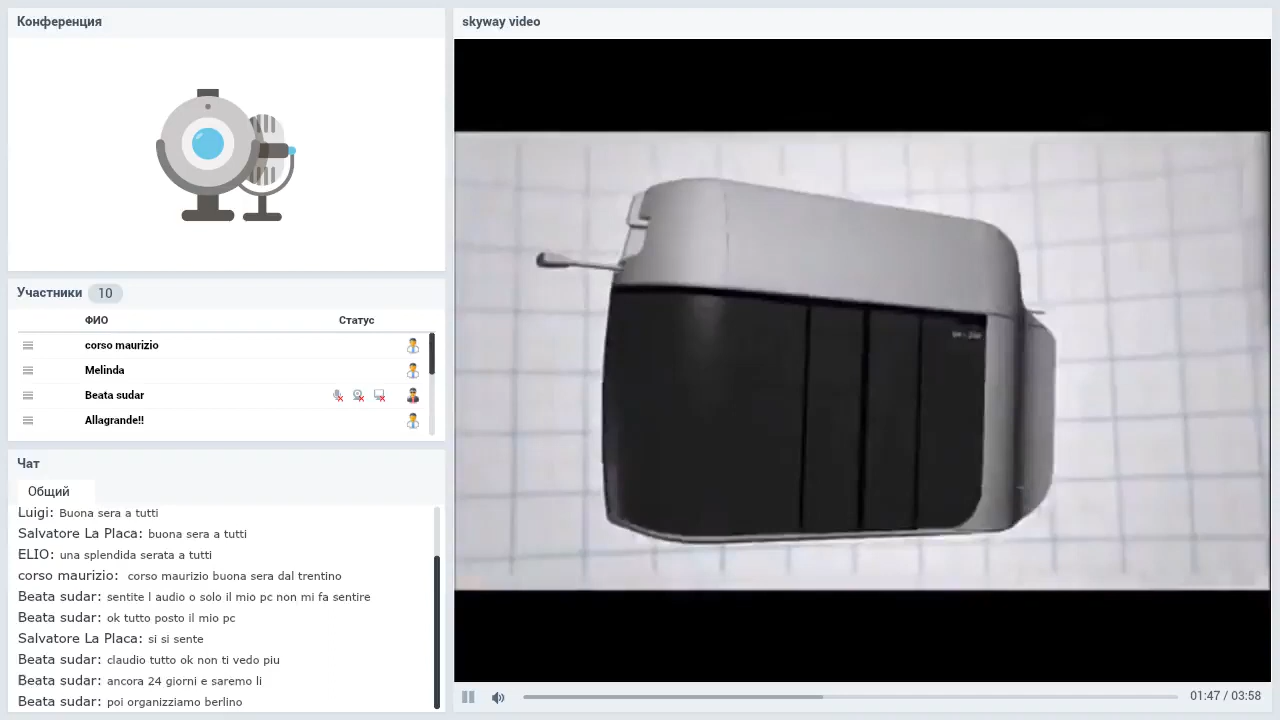 Конференция
Участники 10
ФИО Статус
corso maurizio
Melinda
Beata sudar
Allagrande!!
Чат
Общий
Luigi: Buona sera a tutti
Salvatore La Placa: buona sera a tutti
ELIO: una splendida serata a tutti
corso maurizio: corso maurizio buona sera dal trentino
Beata sudar: sentite l audio o solo il mio pc non mi fa sentire
Beata sudar: ok tutto posto il mio pc
Salvatore La Placa: si si sente
Beata sudar: claudio tutto ok non ti vedo piu
Beata sudar: ancora 24 giorni e saremo li
Beata sudar: poi organizziamo berlino
skyway video
01:47 / 03:58